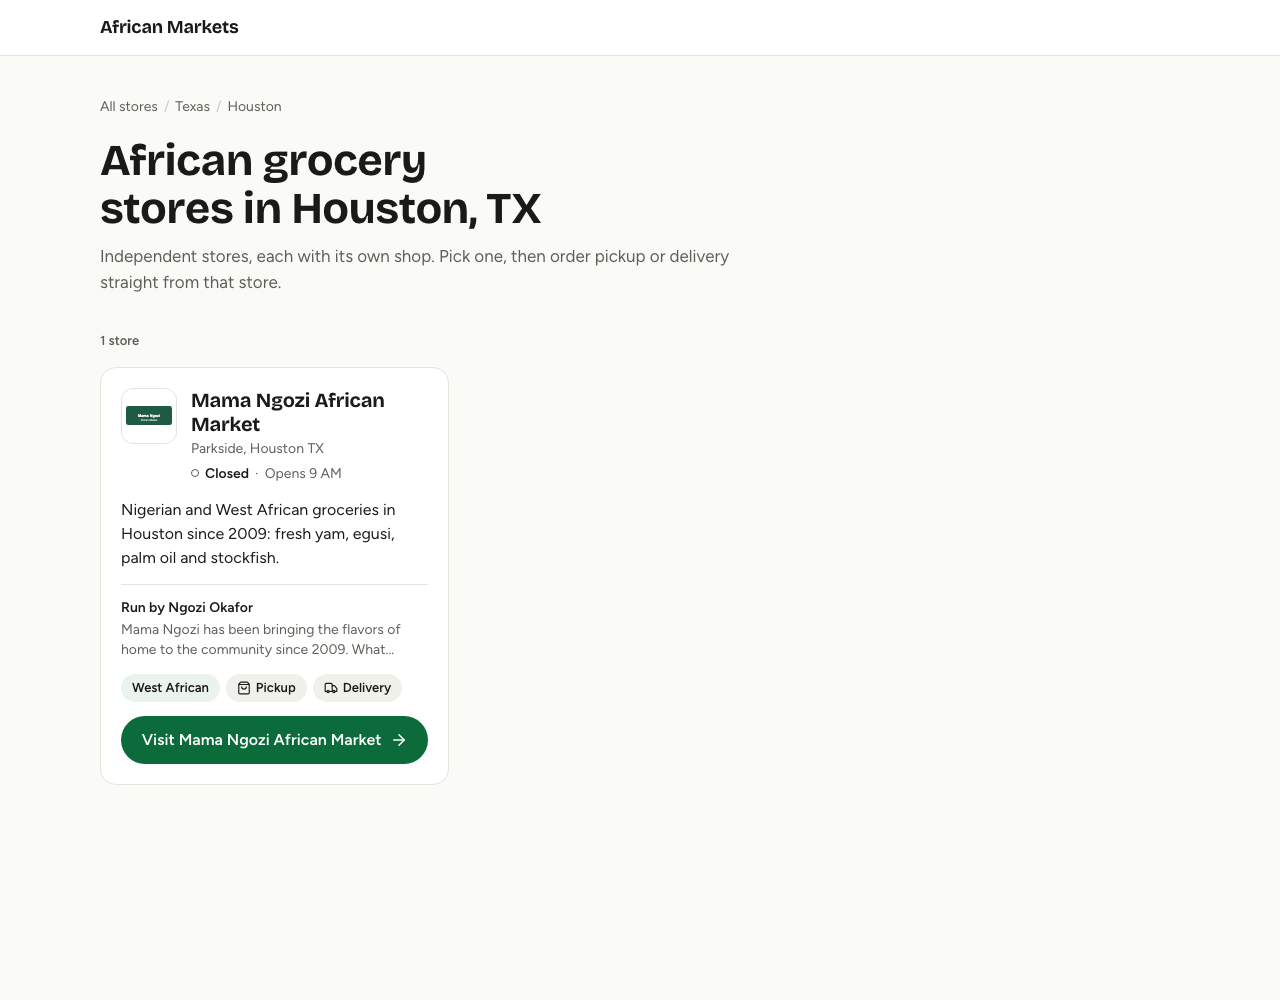 African Markets
All stores / Texas / Houston
African grocery
stores in Houston, TX
Independent stores, each with its own shop. Pick one, then order pickup or delivery
straight from that store.
1 store
Mama Ngozi
Mama Ngozi African
Market
Parkside, Houston TX
Closed · Opens 9 AM
Nigerian and West African groceries in
Houston since 2009: fresh yam, egusi,
palm oil and stockfish.
Run by Ngozi Okafor
Mama Ngozi has been bringing the flavors of
home to the community since 2009. What...
West African
Pickup
Delivery
Visit Mama Ngozi African Market →